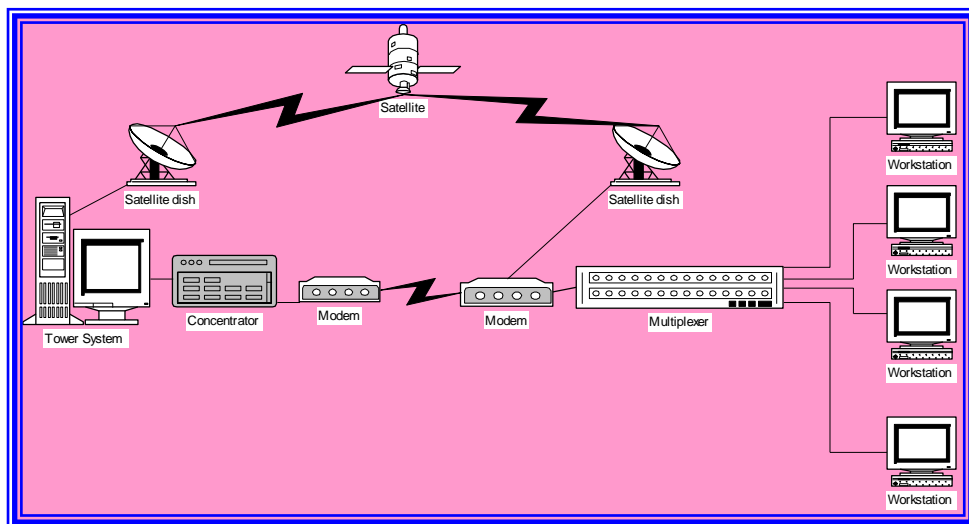 Satellite
Workstation
Satellite dish
Satellite dish
Workstation
Tower System
Concentrator
Modem
Modem
Multiplexer
Workstation
Workstation